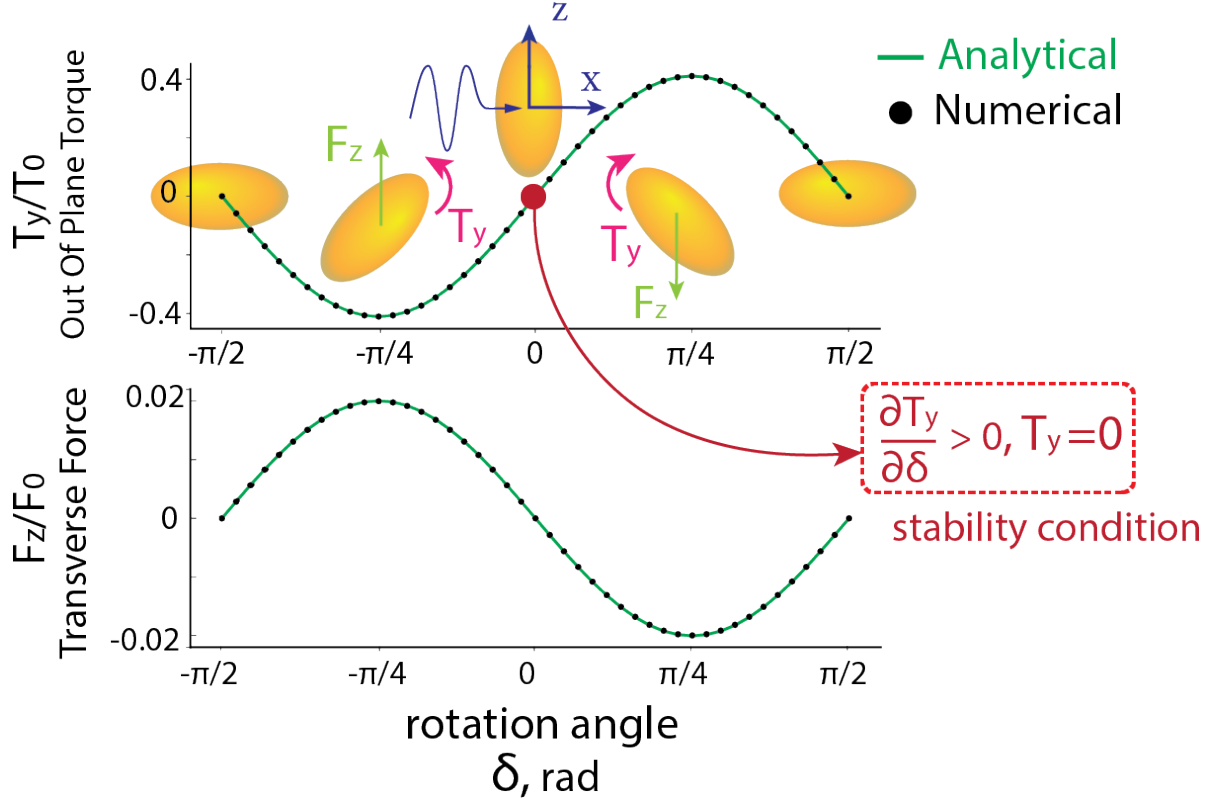 Ty/T0
Out Of Plane Torque
0.4
0
-0.4
-π/2
-π/4
0
π/4
π/2
z
x
Fz
Ty
Ty
Fz
Analytical
Numerical
∂Ty/∂δ > 0, Ty=0
stability condition
Fz/F0
Transverse Force
0.02
0
-0.02
-π/2
-π/4
0
π/4
π/2
rotation angle
δ, rad